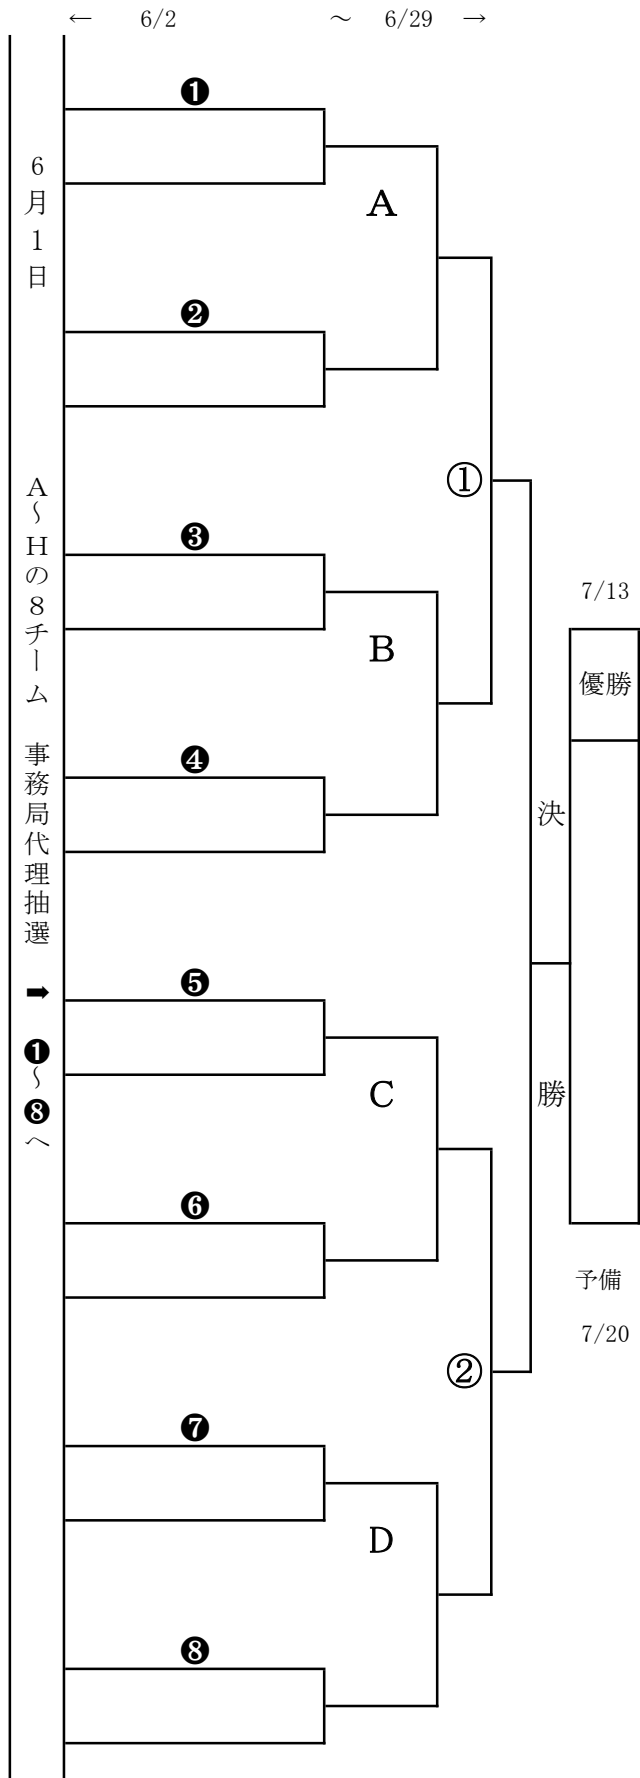 ← 6/2 ～ 6/29 →
6月1日 A～Hの8チーム 事務局代理抽選 ➡ ❶～❽へ
❶
A
❷
①
❸
B
❹
❺
C
❻
②
❼
D
❽
決勝
7/13
優勝
予備
7/20